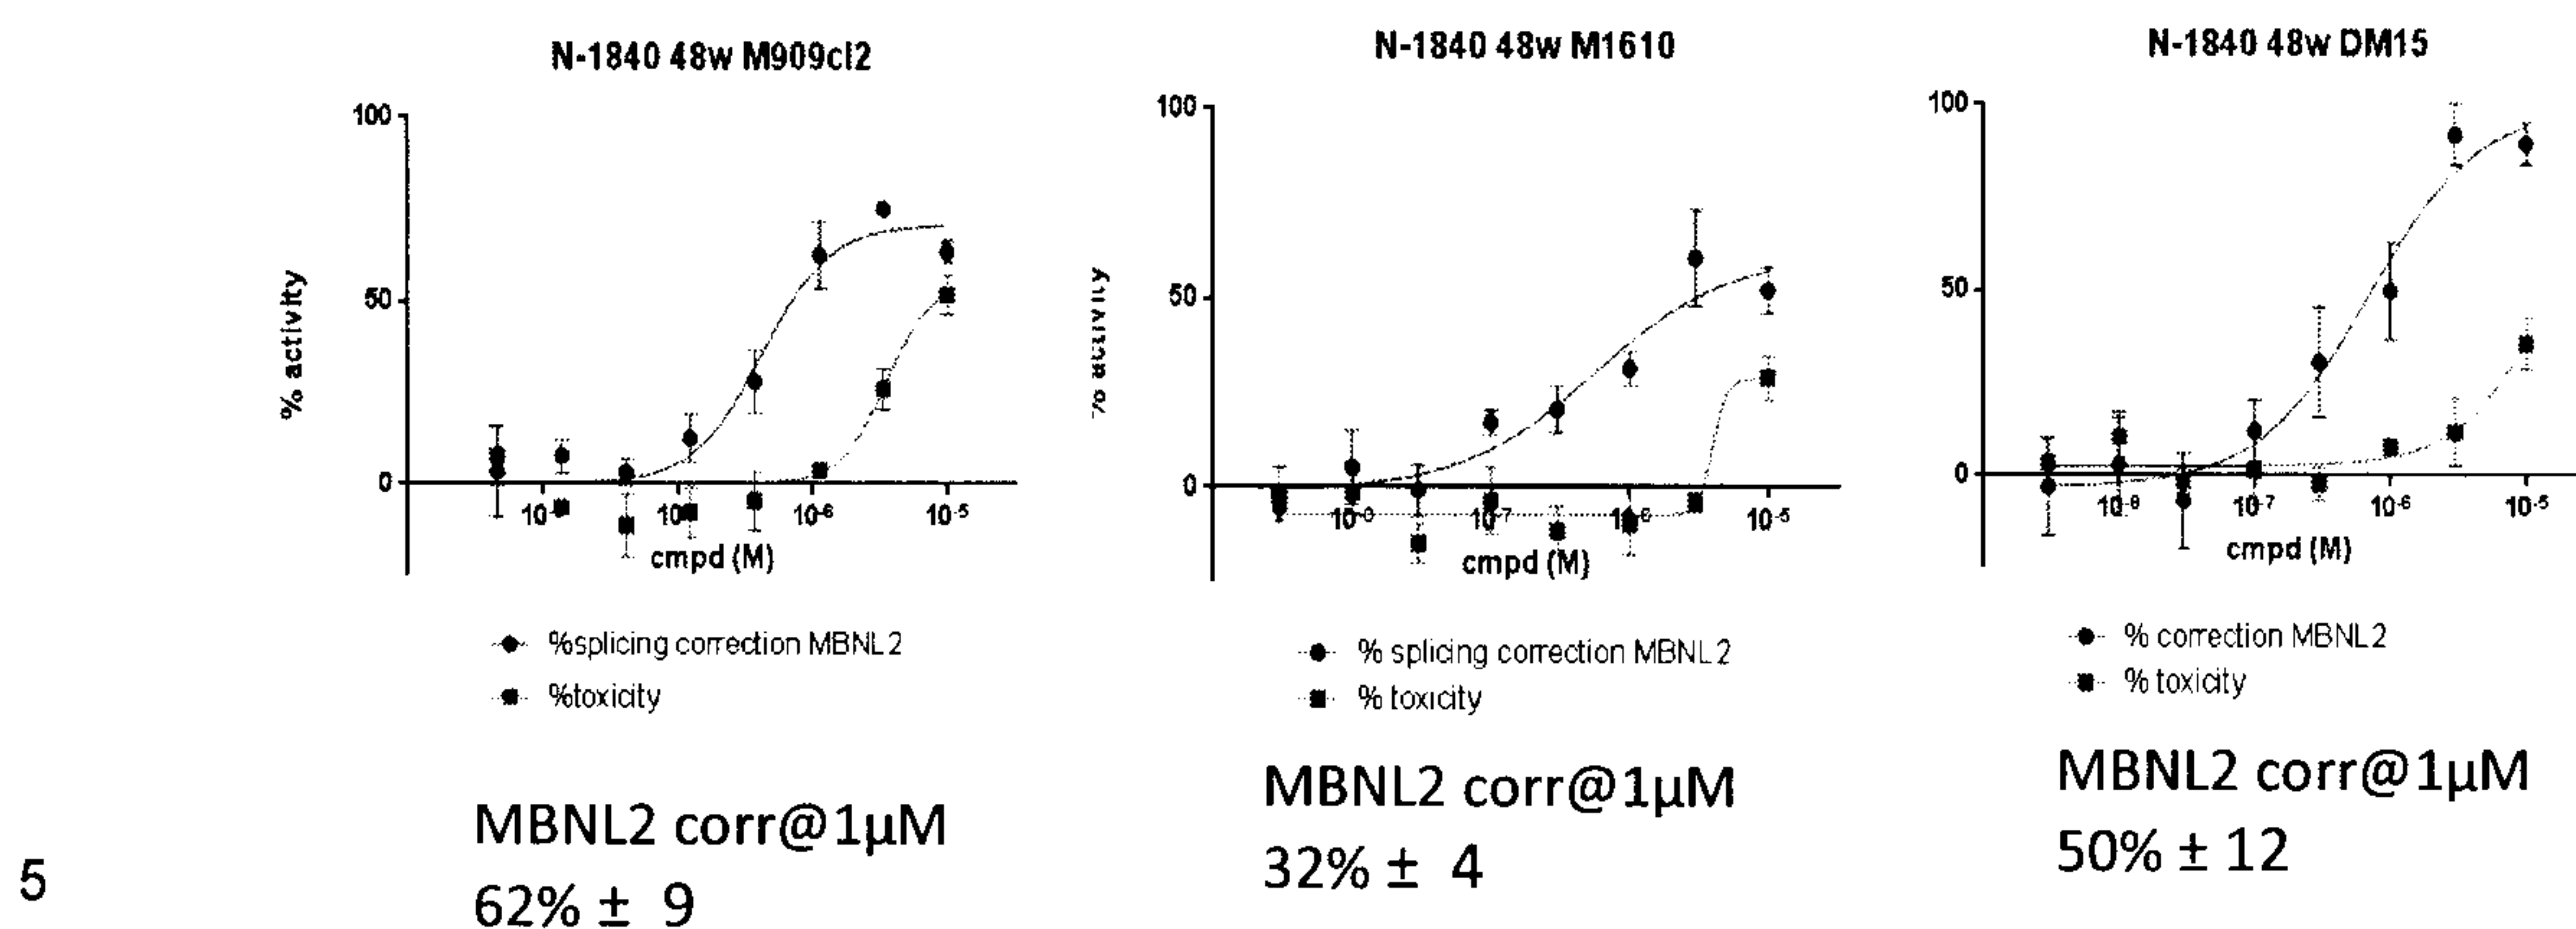 N-1840 48w M909cl2
100
50
0
% activity
10-6
10-5
cmpd (M)
%splicing correction MBNL2
%toxicity
MBNL2 corr@1µM
62% ± 9
N-1840 48w M1610
100
50
0
% activity
10-7
10-5
cmpd (M)
% splicing correction MBNL2
% toxicity
MBNL2 corr@1µM
32% ± 4
N-1840 48w DM15
100
50
0
10-8
10-7
10-6
10-5
cmpd (M)
% correction MBNL2
% toxicity
MBNL2 corr@1µM
50% ± 12
5